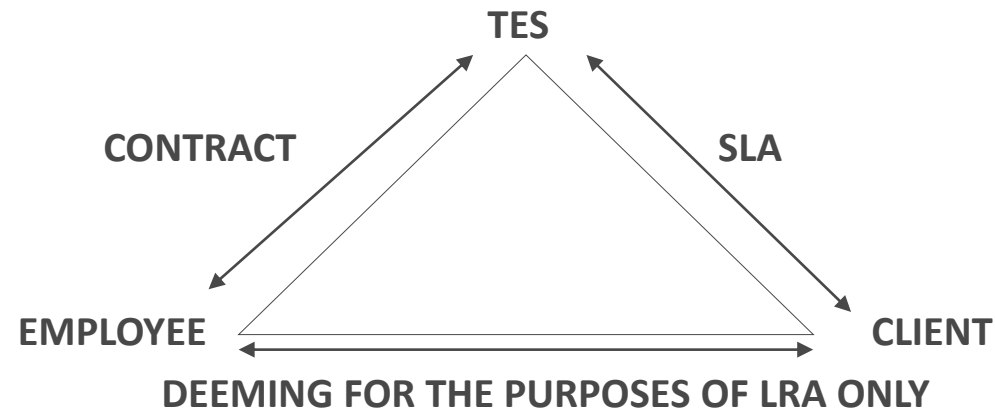 TES
CONTRACT
SLA
EMPLOYEE
CLIENT
DEEMING FOR THE PURPOSES OF LRA ONLY